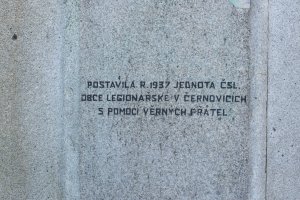 POSTAVILA R. 1937 JEDNOTA ČSL.
OBCE LEGIONÁŘSKÉ V ČERNOVICÍCH
S POMOCÍ VĚRNÝCH PŘÁTEL